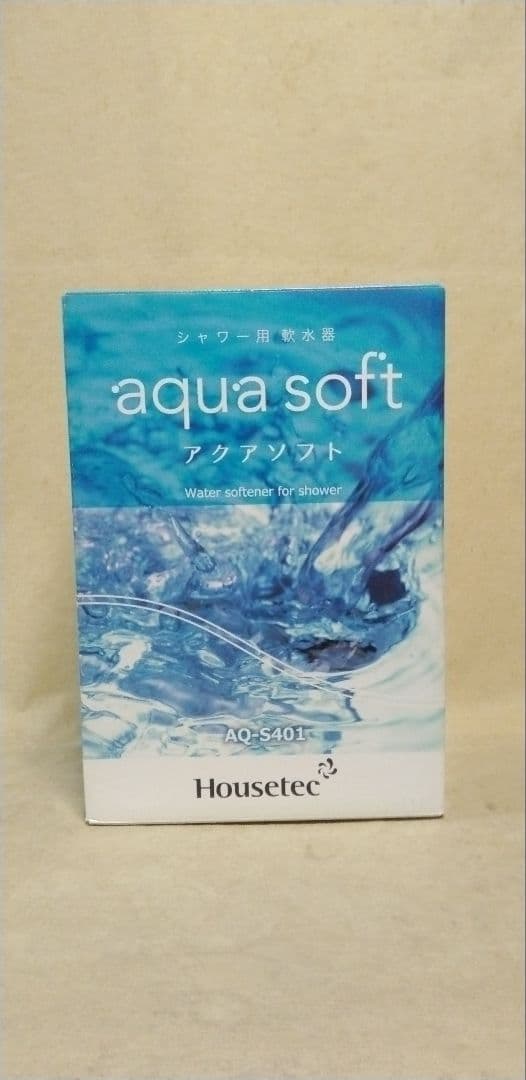 シャワー用 軟水器
aqua soft
アクアソフト
Water softener for shower
AQ-S401
Housetec